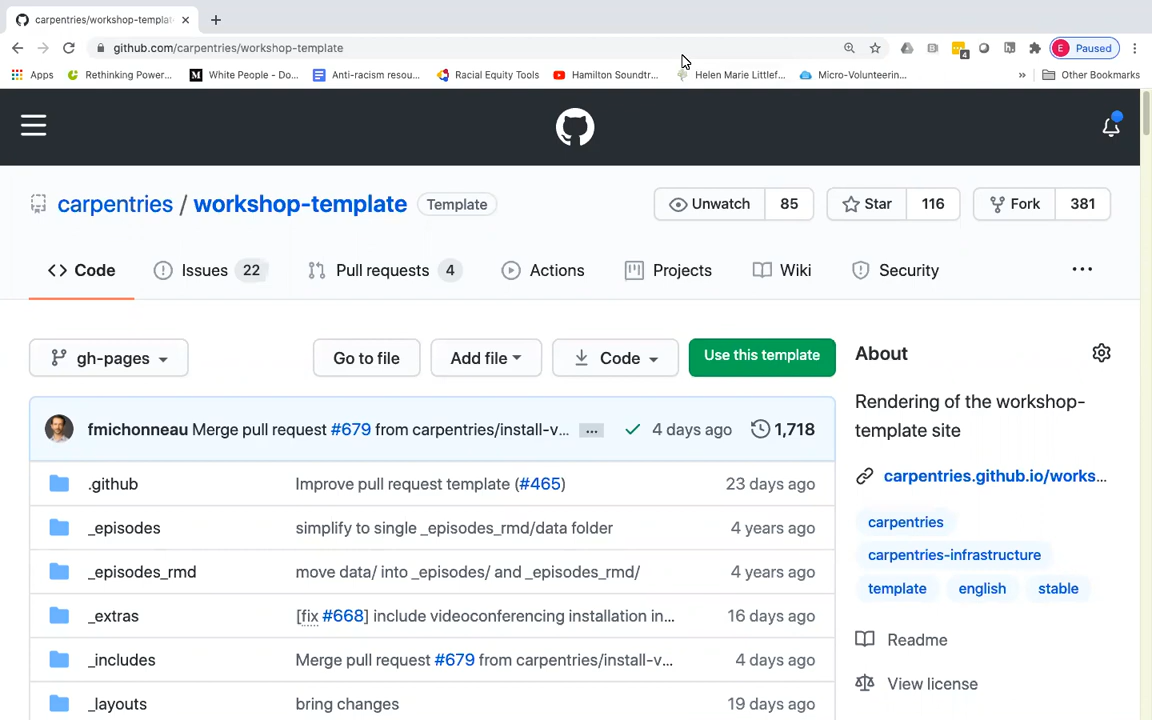 carpentries/workshop-templat
github.com/carpentries/workshop-template
4
E Paused
Apps Rethinking Power... White People - Do... Anti-racism resou... Racial Equity Tools Hamilton Soundtr... Helen Marie Littlef... Micro-Volunteerin... » Other Bookmarks
carpentries / workshop-template Template
Unwatch 85 Star 116 Fork 381
Code Issues 22 Pull requests 4 Actions Projects Wiki Security ...
gh-pages Go to file Add file Code Use this template
About
Rendering of the workshop-
template site
carpentries.github.io/works...
carpentries
carpentries-infrastructure
template english stable
Readme
View license
fmichonneau Merge pull request #679 from carpentries/install-v... ... 4 days ago 1,718
.github Improve pull request template (#465) 23 days ago
_episodes simplify to single _episodes_rmd/data folder 4 years ago
_episodes_rmd move data/ into _episodes/ and _episodes_rmd/ 4 years ago
_extras [fix #668] include videoconferencing installation in... 16 days ago
_includes Merge pull request #679 from carpentries/install-v... 4 days ago
_layouts bring changes 19 days ago